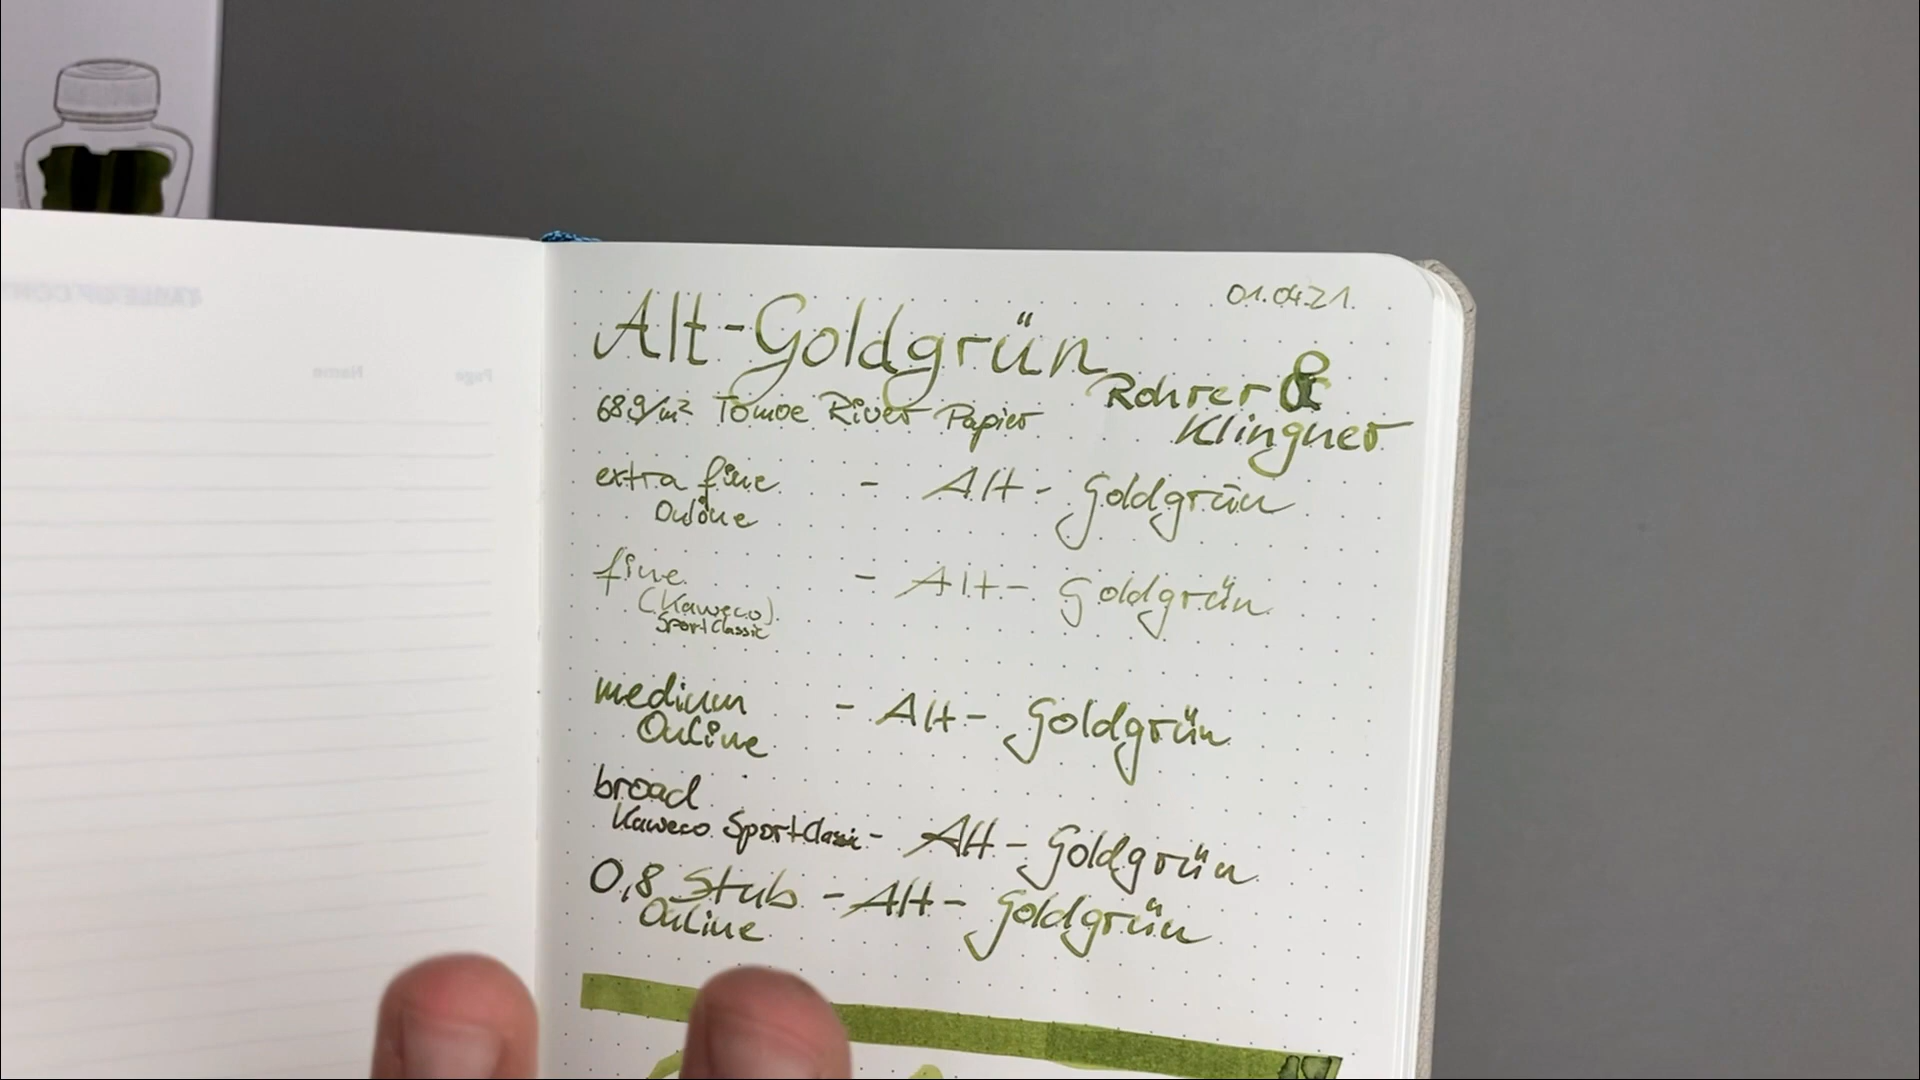 01.04.21.
Alt-Goldgrün
Rohrer &
Klingner
68g/m² Tomoe River Papier
extra fine - Alt-Goldgrün
Online
fine - Alt-Goldgrün
(Kaweco)
Sport Classic
medium - Alt-Goldgrün
Online
broad
Kaweco Sport Classic - Alt-Goldgrün
0,8 Stub - Alt-Goldgrün
Online
Name
Page